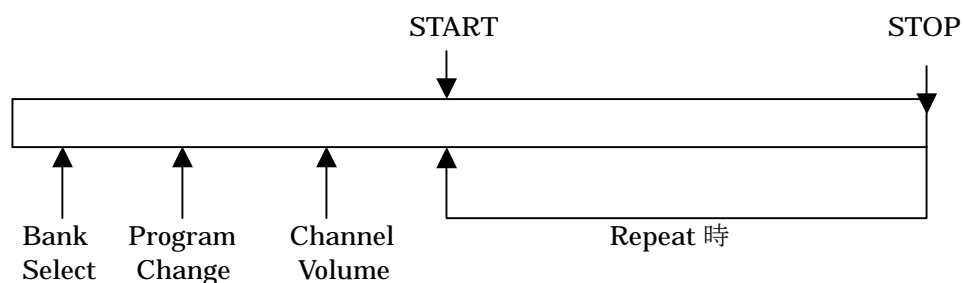 START STOP
Bank Program Channel Repeat 時
Select Change Volume